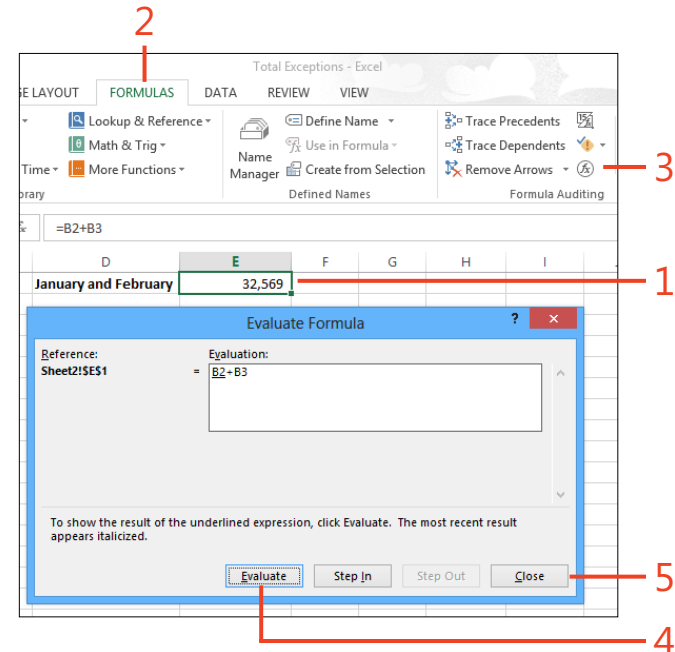 2
Total Exceptions - Excel
GE LAYOUT FORMULAS DATA REVIEW VIEW
Lookup & Reference Define Name Trace Precedents
Math & Trig Use in Formula Trace Dependents
Time More Functions Name Manager Create from Selection Remove Arrows fx 3
brary Defined Names Formula Auditing
fx =B2+B3
D E F G H I
January and February 32,569 1
Evaluate Formula ? ×
Reference: Evaluation:
Sheet2!$E$1 = B2+B3
To show the result of the underlined expression, click Evaluate. The most recent result
appears italicized.
Evaluate Step In Step Out Close 5
4